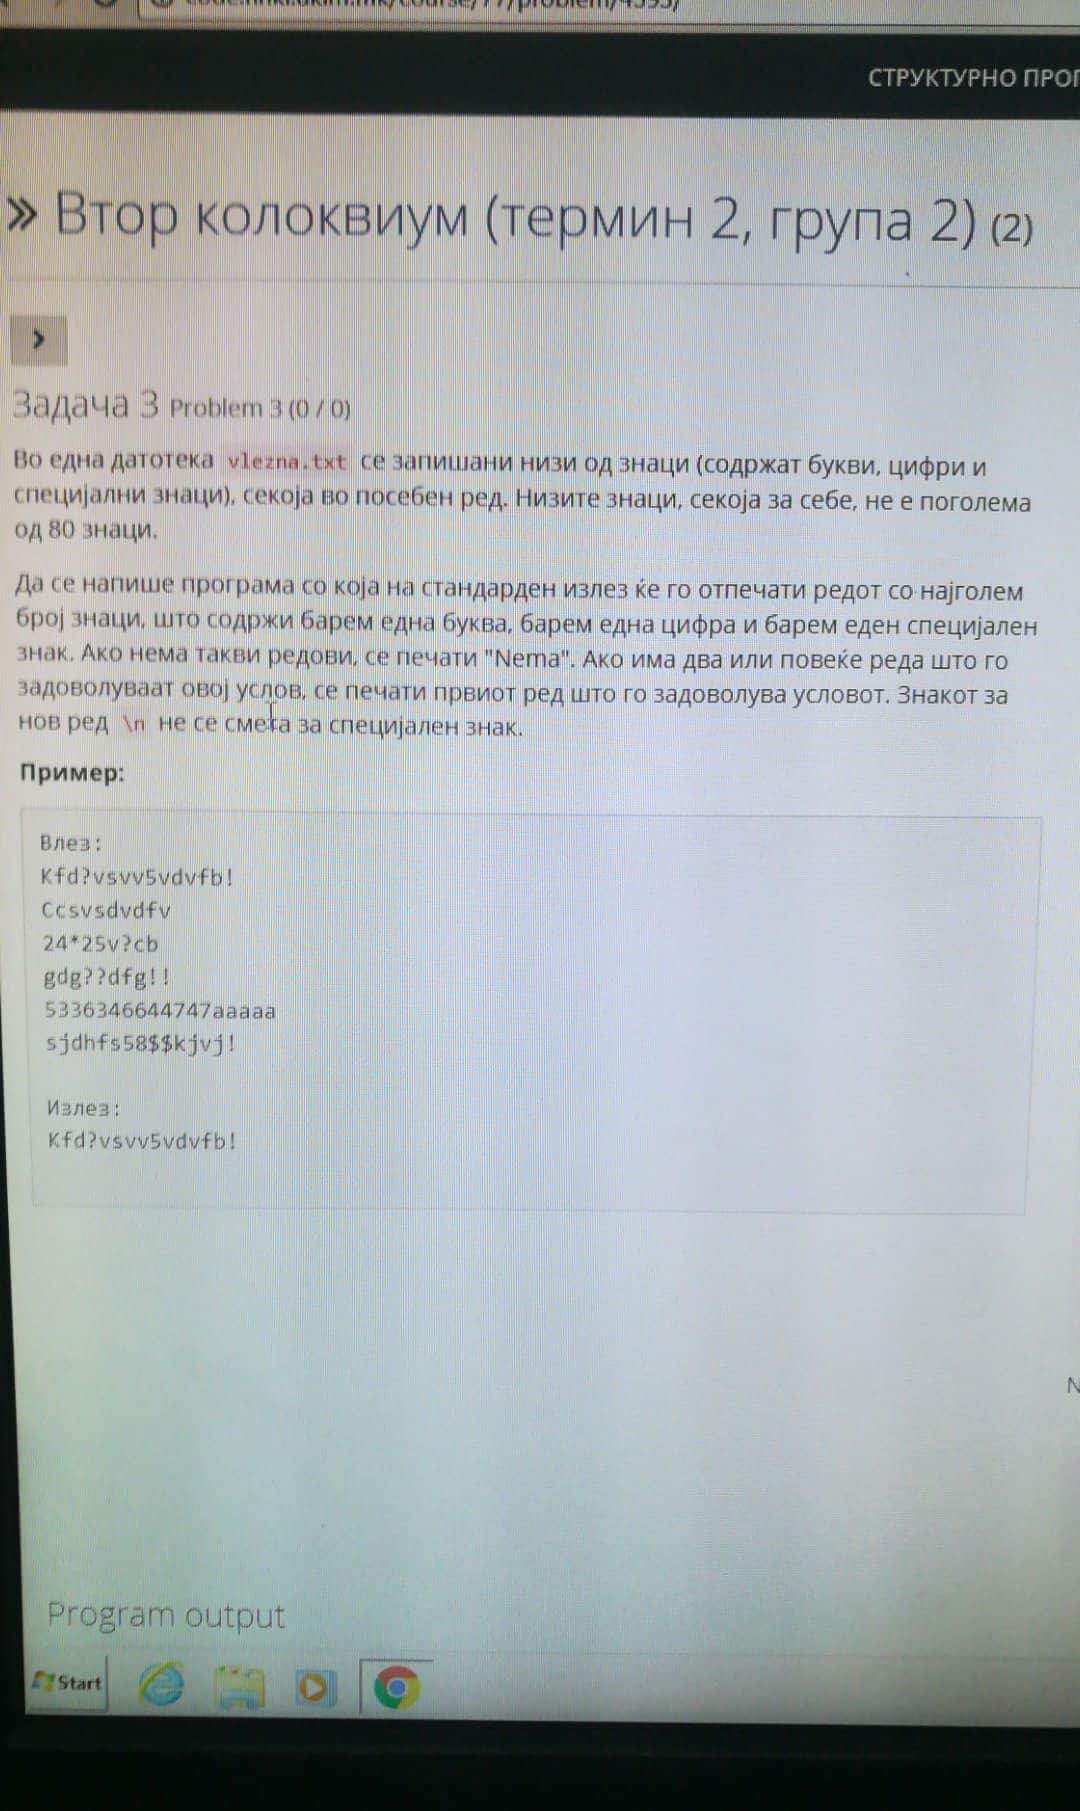 СТРУКТУРНО
» Втор колоквиум (термин 2, група 2) (2)
Задача 3 Problem 3 (0 / 0)
Во една датотека vlezna.txt се запишани низи од знаци (содржат букви, цифри и
специјални знаци), секоја во посебен ред. Низите знаци, секоја за себе, не е поголема
од 80 знаци.
Да се напише програма со која на стандарден излез ќе го отпечати редот со најголем
број знаци, што содржи барем една буква, барем една цифра и барем еден специјален
знак. Ако нема такви редови, се печати "Nema". Ако има два или повеќе реда што го
задоволуваат овој услов, се печати првиот ред што го задоволува условот. Знакот за
нов ред \n не се смета за специјален знак.
Пример:
Влез:
Kfd?vsvv5vdvfb!
Ccsvsdvdfv
24*25v?cb
gdg??dfg!!
5336346644747aaaaa
sjdhfs58$$kjvj!
Излез:
Kfd?vsvv5vdvfb!
Program output
Start